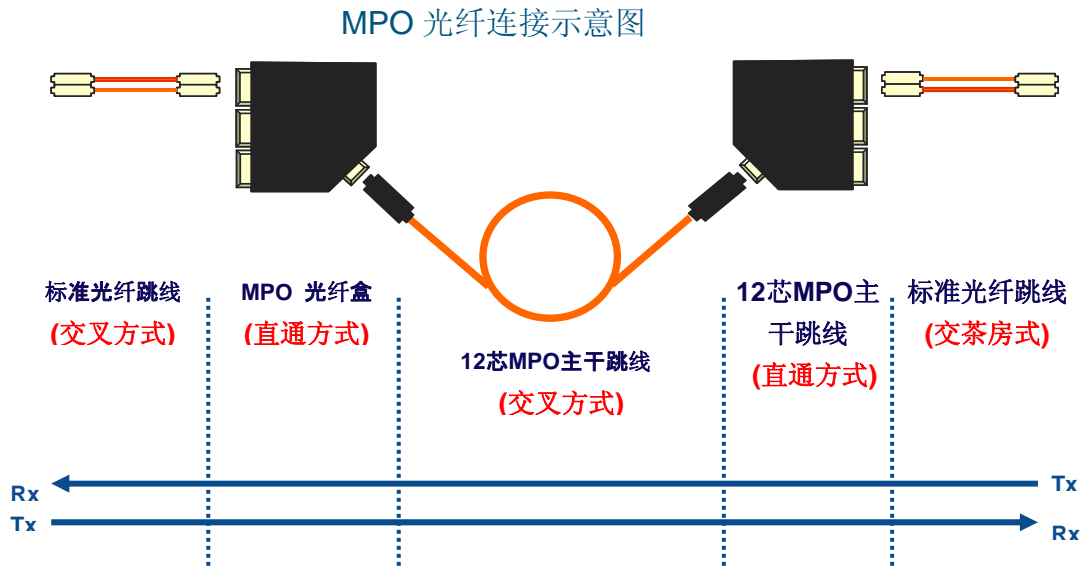 MPO 光纤连接示意图
标准光纤跳线
(交叉方式)
MPO 光纤盒
(直通方式)
12芯MPO主干跳线
(交叉方式)
12芯MPO主
干跳线
(直通方式)
标准光纤跳线
(交茶房式)
Rx
Tx
Tx
Rx